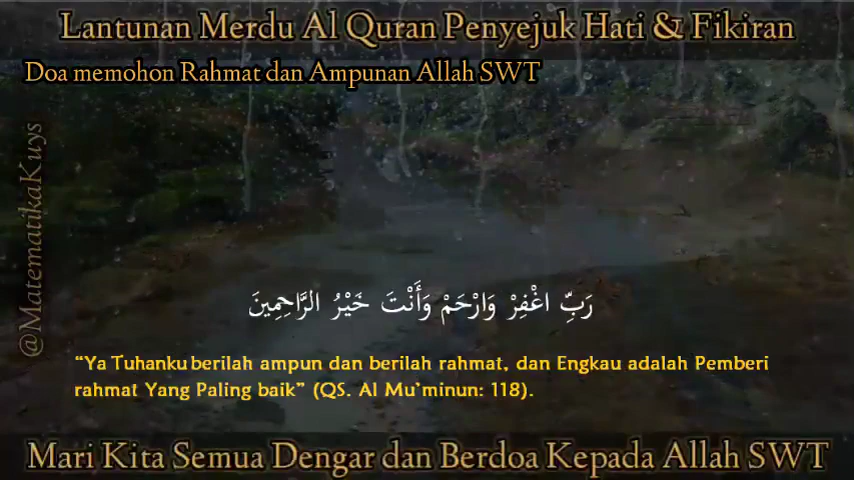 Lantunan Merdu Al Quran Penyejuk Hati & Fikiran
Doa memohon Rahmat dan Ampunan Allah SWT
@MatematikaKuys
رَبِّ اغْفِرْ وَارْحَمْ وَأَنْتَ خَيْرُ الرَّاحِمِينَ
“Ya Tuhanku berilah ampun dan berilah rahmat, dan Engkau adalah Pemberi
rahmat Yang Paling baik” (QS. Al Mu’minun: 118).
Mari Kita Semua Dengar dan Berdoa Kepada Allah SWT